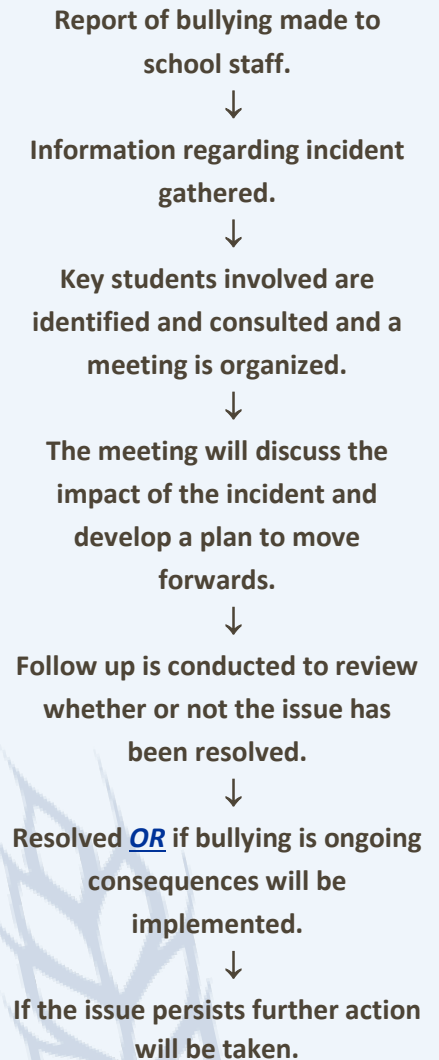 Report of bullying made to
school staff.
↓
Information regarding incident
gathered.
↓
Key students involved are
identified and consulted and a
meeting is organized.
↓
The meeting will discuss the
impact of the incident and
develop a plan to move
forwards.
↓
Follow up is conducted to review
whether or not the issue has
been resolved.
↓
Resolved OR if bullying is ongoing
consequences will be
implemented.
↓
If the issue persists further action
will be taken.